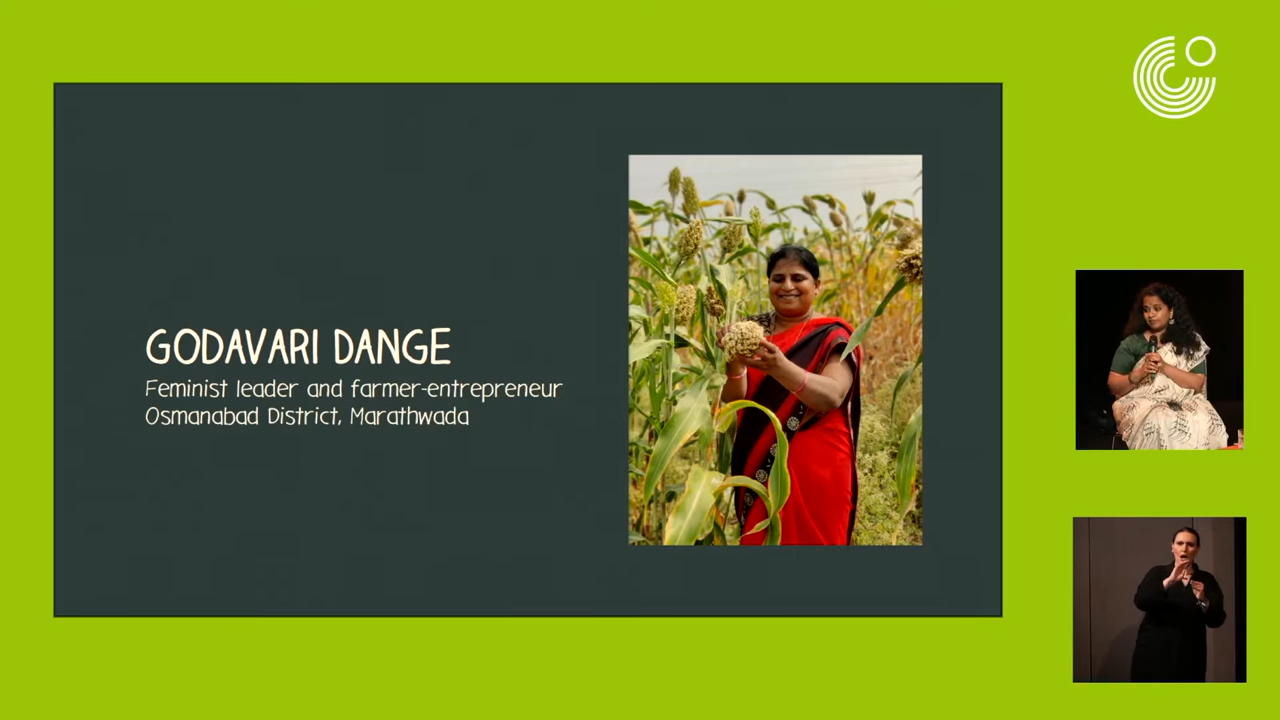 GODAVARI DANGE
Feminist leader and farmer-entrepreneur
Osmanabad District, Marathwada